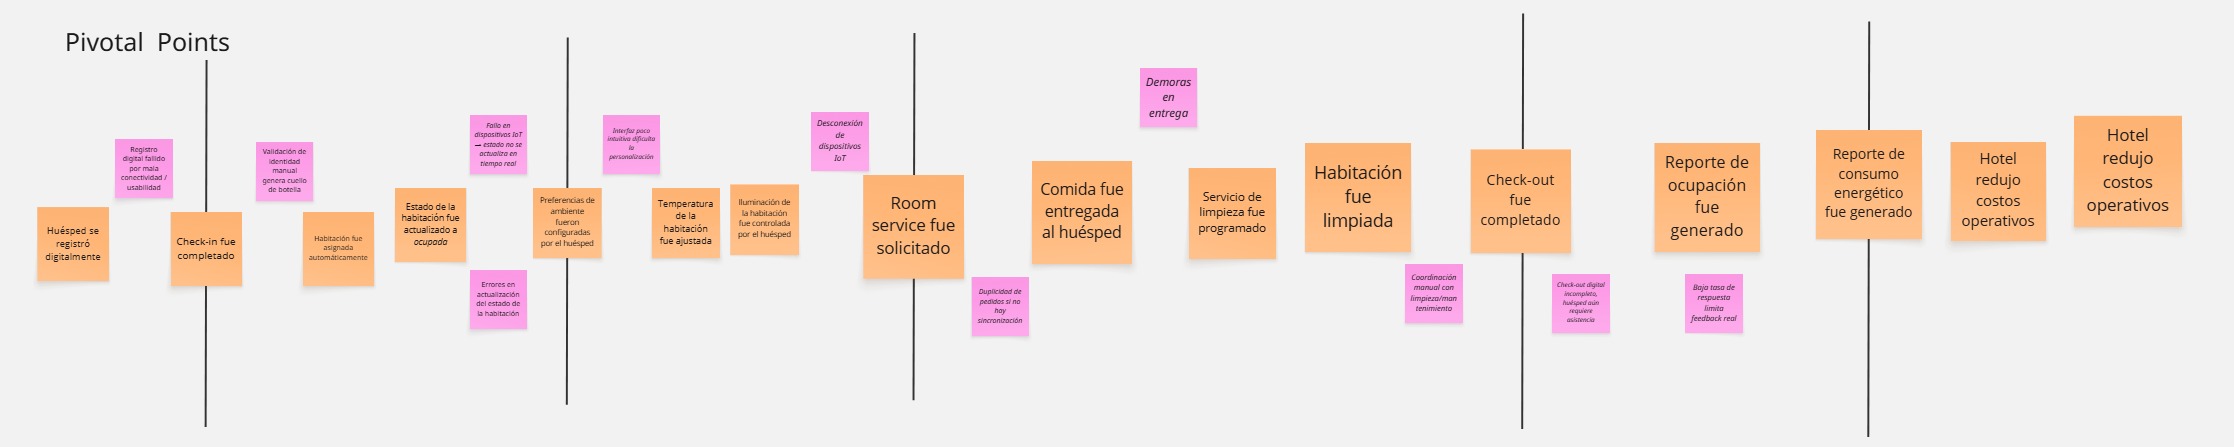 Pivotal Points
Huésped se
registró
digitalmente
Registro
digital fallido
por mala
conectividad /
usabilidad
Check-in fue
completado
Validación de
identidad
manual
genera cuello
de botella
Habitación fue
asignada
automáticamente
Estado de la
habitación fue
actualizado a
ocupada
Fallo en
dispositivos IoT
→ estado no se
actualiza en
tiempo real
Errores en
actualización
del estado de
la habitación
Preferencias de
ambiente
fueron
configuradas
por el huésped
Interfaz poco
intuitiva dificulta
la
personalización
Temperatura
de la
habitación
fue ajustada
Iluminación de
la habitación
fue controlada
por el huésped
Desconexión
de
dispositivos
IoT
Room
service fue
solicitado
Duplicidad de
pedidos si no
hay
sincronización
Comida fue
entregada
al huésped
Demoras
en
entrega
Servicio de
limpieza fue
programado
Habitación
fue
limpiada
Coordinación
manual con
limpieza/man
tenimiento
Check-out
fue
completado
Check-out digital
incompleto,
huésped aún
requiere
asistencia
Reporte de
ocupación
fue
generado
Baja tasa de
respuesta
limita
feedback real
Reporte de
consumo
energético
fue generado
Hotel
redujo
costos
operativos
Hotel
redujo
costos
operativos